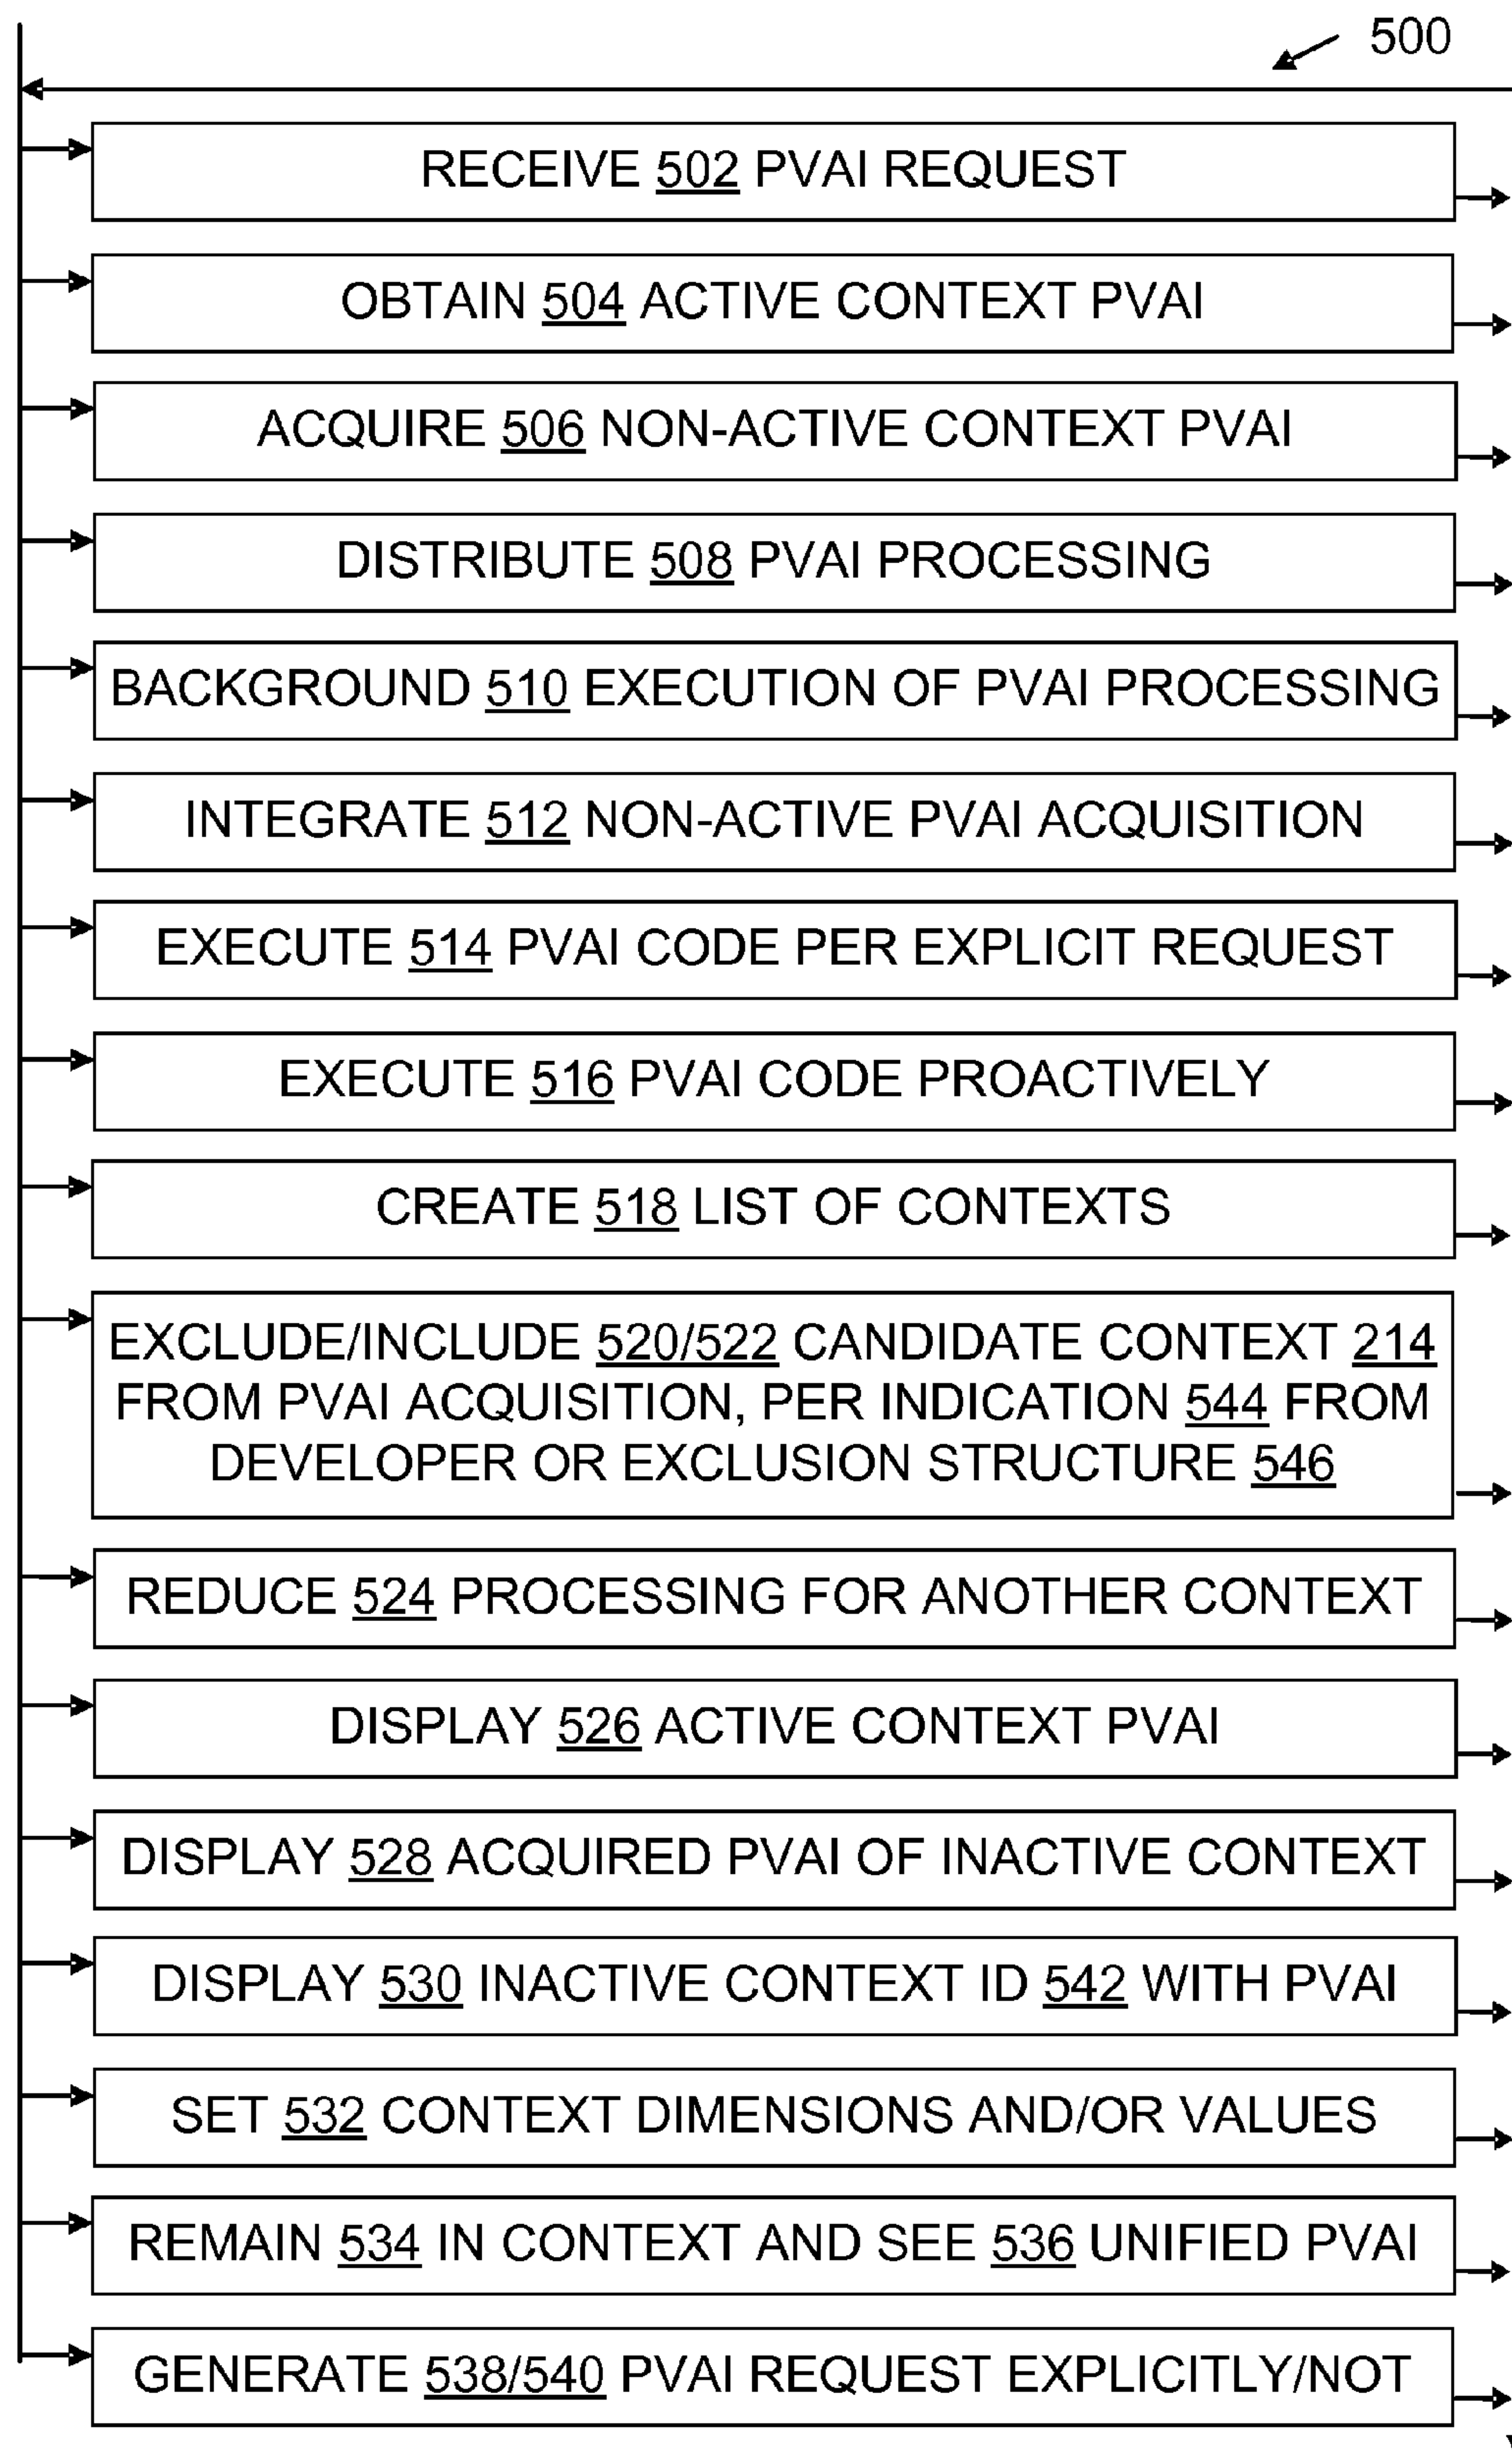 500
RECEIVE 502 PVAI REQUEST
OBTAIN 504 ACTIVE CONTEXT PVAI
ACQUIRE 506 NON-ACTIVE CONTEXT PVAI
DISTRIBUTE 508 PVAI PROCESSING
BACKGROUND 510 EXECUTION OF PVAI PROCESSING
INTEGRATE 512 NON-ACTIVE PVAI ACQUISITION
EXECUTE 514 PVAI CODE PER EXPLICIT REQUEST
EXECUTE 516 PVAI CODE PROACTIVELY
CREATE 518 LIST OF CONTEXTS
EXCLUDE/INCLUDE 520/522 CANDIDATE CONTEXT 214
FROM PVAI ACQUISITION, PER INDICATION 544 FROM
DEVELOPER OR EXCLUSION STRUCTURE 546
REDUCE 524 PROCESSING FOR ANOTHER CONTEXT
DISPLAY 526 ACTIVE CONTEXT PVAI
DISPLAY 528 ACQUIRED PVAI OF INACTIVE CONTEXT
DISPLAY 530 INACTIVE CONTEXT ID 542 WITH PVAI
SET 532 CONTEXT DIMENSIONS AND/OR VALUES
REMAIN 534 IN CONTEXT AND SEE 536 UNIFIED PVAI
GENERATE 538/540 PVAI REQUEST EXPLICITLY/NOT